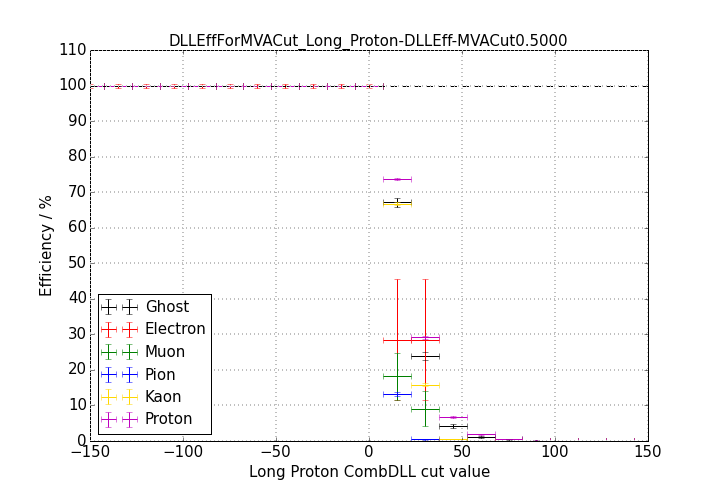 DLLEffForMVACut_Long_Proton-DLLEff-MVACut0.5000
110
100
90
80
70
60
50
40
30
20
10
0
Efficiency / %
Ghost
Electron
Muon
Pion
Kaon
Proton
−150 −100 −50 0 50 100 150
Long Proton CombDLL cut value